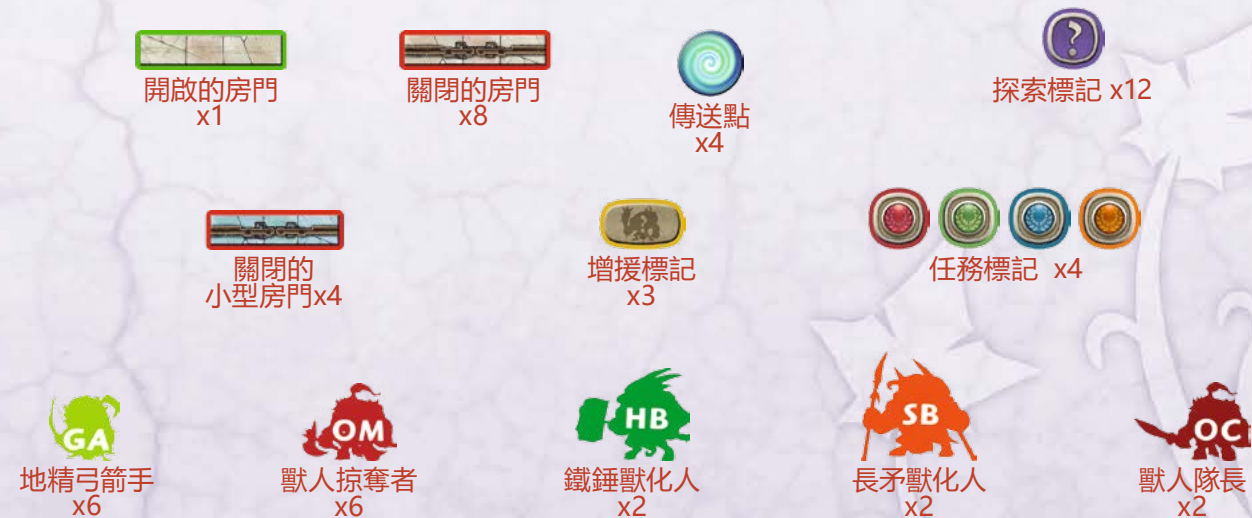 ?
開啟的房門
x1
關閉的房門
x8
傳送點
x4
探索標記 x12
關閉的
小型房門x4
增援標記
x3
任務標記 x4
GA
地精弓箭手
x6
OM
獸人掠奪者
x6
HB
鐵錘獸化人
x2
SB
長矛獸化人
x2
OC
獸人隊長
x2